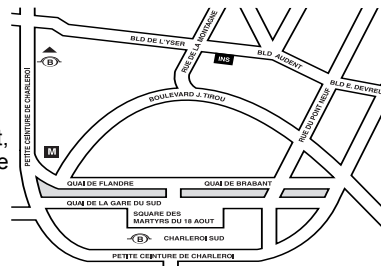 BLD DE L'YSER
RUE DE LA MONTAGNE
INS
BLD AUDENT
BLD E. DEVREU
B
PETITE CEINTURE DE CHARLEROI
BOULEVARD J. TIROU
RUE DU PONT NEUF
t,
e
M
QUAI DE FLANDRE
QUAI DE BRABANT
QUAI DE LA GARE DU SUD
SQUARE DES
MARTYRS DU 18 AOUT
B
CHARLEROI SUD
PETITE CEINTURE DE CHARLEROI